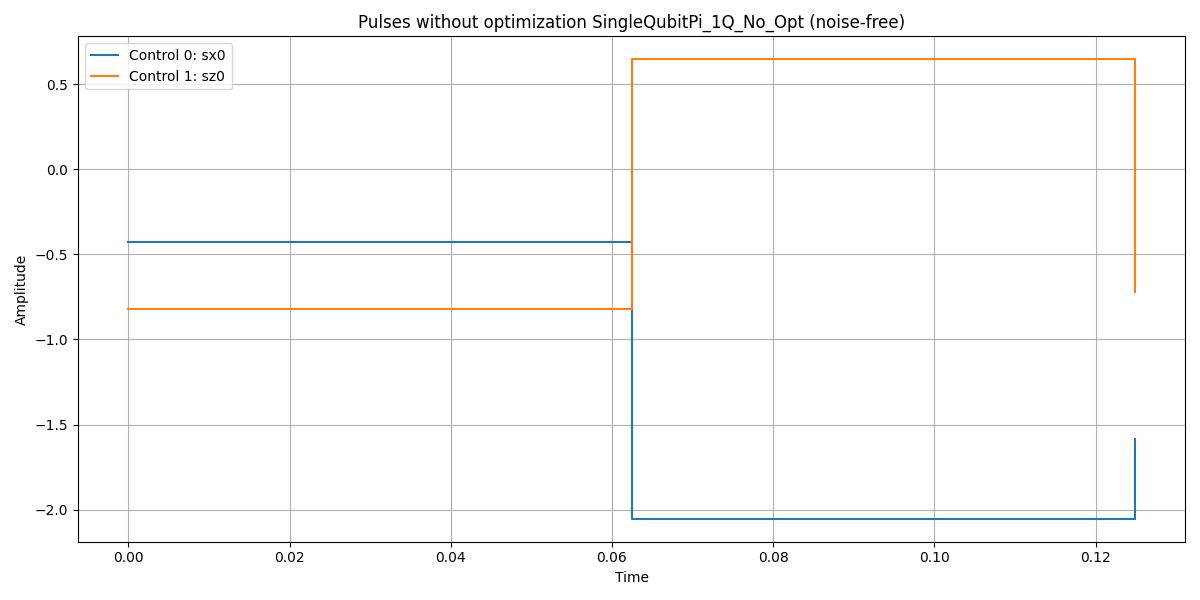 Pulses without optimization SingleQubitPi_1Q_No_Opt (noise-free)
Control 0: sx0
Control 1: sz0
Amplitude
0.5
0.0
−0.5
−1.0
−1.5
−2.0
0.00 0.02 0.04 0.06 0.08 0.10 0.12
Time